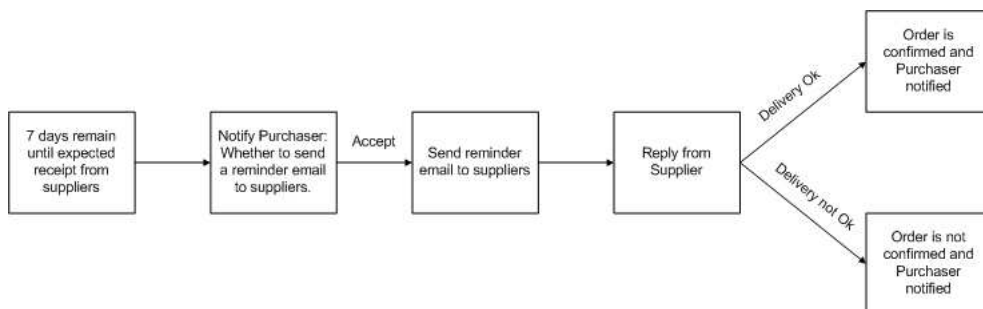 7 days remain
until expected
receipt from
suppliers
Notify Purchaser:
Whether to send
a reminder email
to suppliers.
Accept
Send reminder
email to suppliers
Reply from
Supplier
Delivery Ok
Order is
confirmed and
Purchaser
notified
Delivery not Ok
Order is not
confirmed and
Purchaser
notified